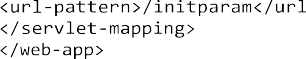 <url-pattern>/initparam</url
</servlet-mapping>
</web-app>